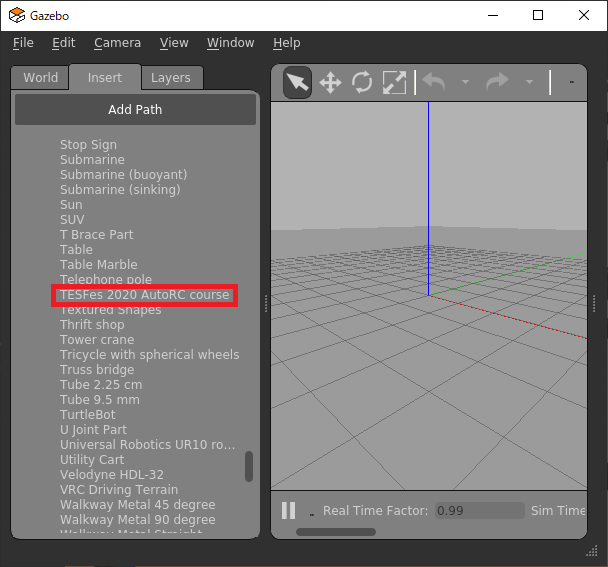 Gazebo
File Edit Camera View Window Help
World Insert Layers
Add Path
Stop Sign
Submarine
Submarine (buoyant)
Submarine (sinking)
Sun
SUV
T Brace Part
Table
Table Marble
Telephone pole
TESFes 2020 AutoRC course
Textured Shapes
Thrift shop
Tower crane
Tricycle with spherical wheels
Truss bridge
Tube 2.25 cm
Tube 9.5 mm
TurtleBot
U Joint Part
Universal Robotics UR10 ro...
Utility Cart
Velodyne HDL-32
VRC Driving Terrain
Walkway Metal 45 degree
Walkway Metal 90 degree
Walkway Metal Straight
Real Time Factor: 0.99 Sim Time